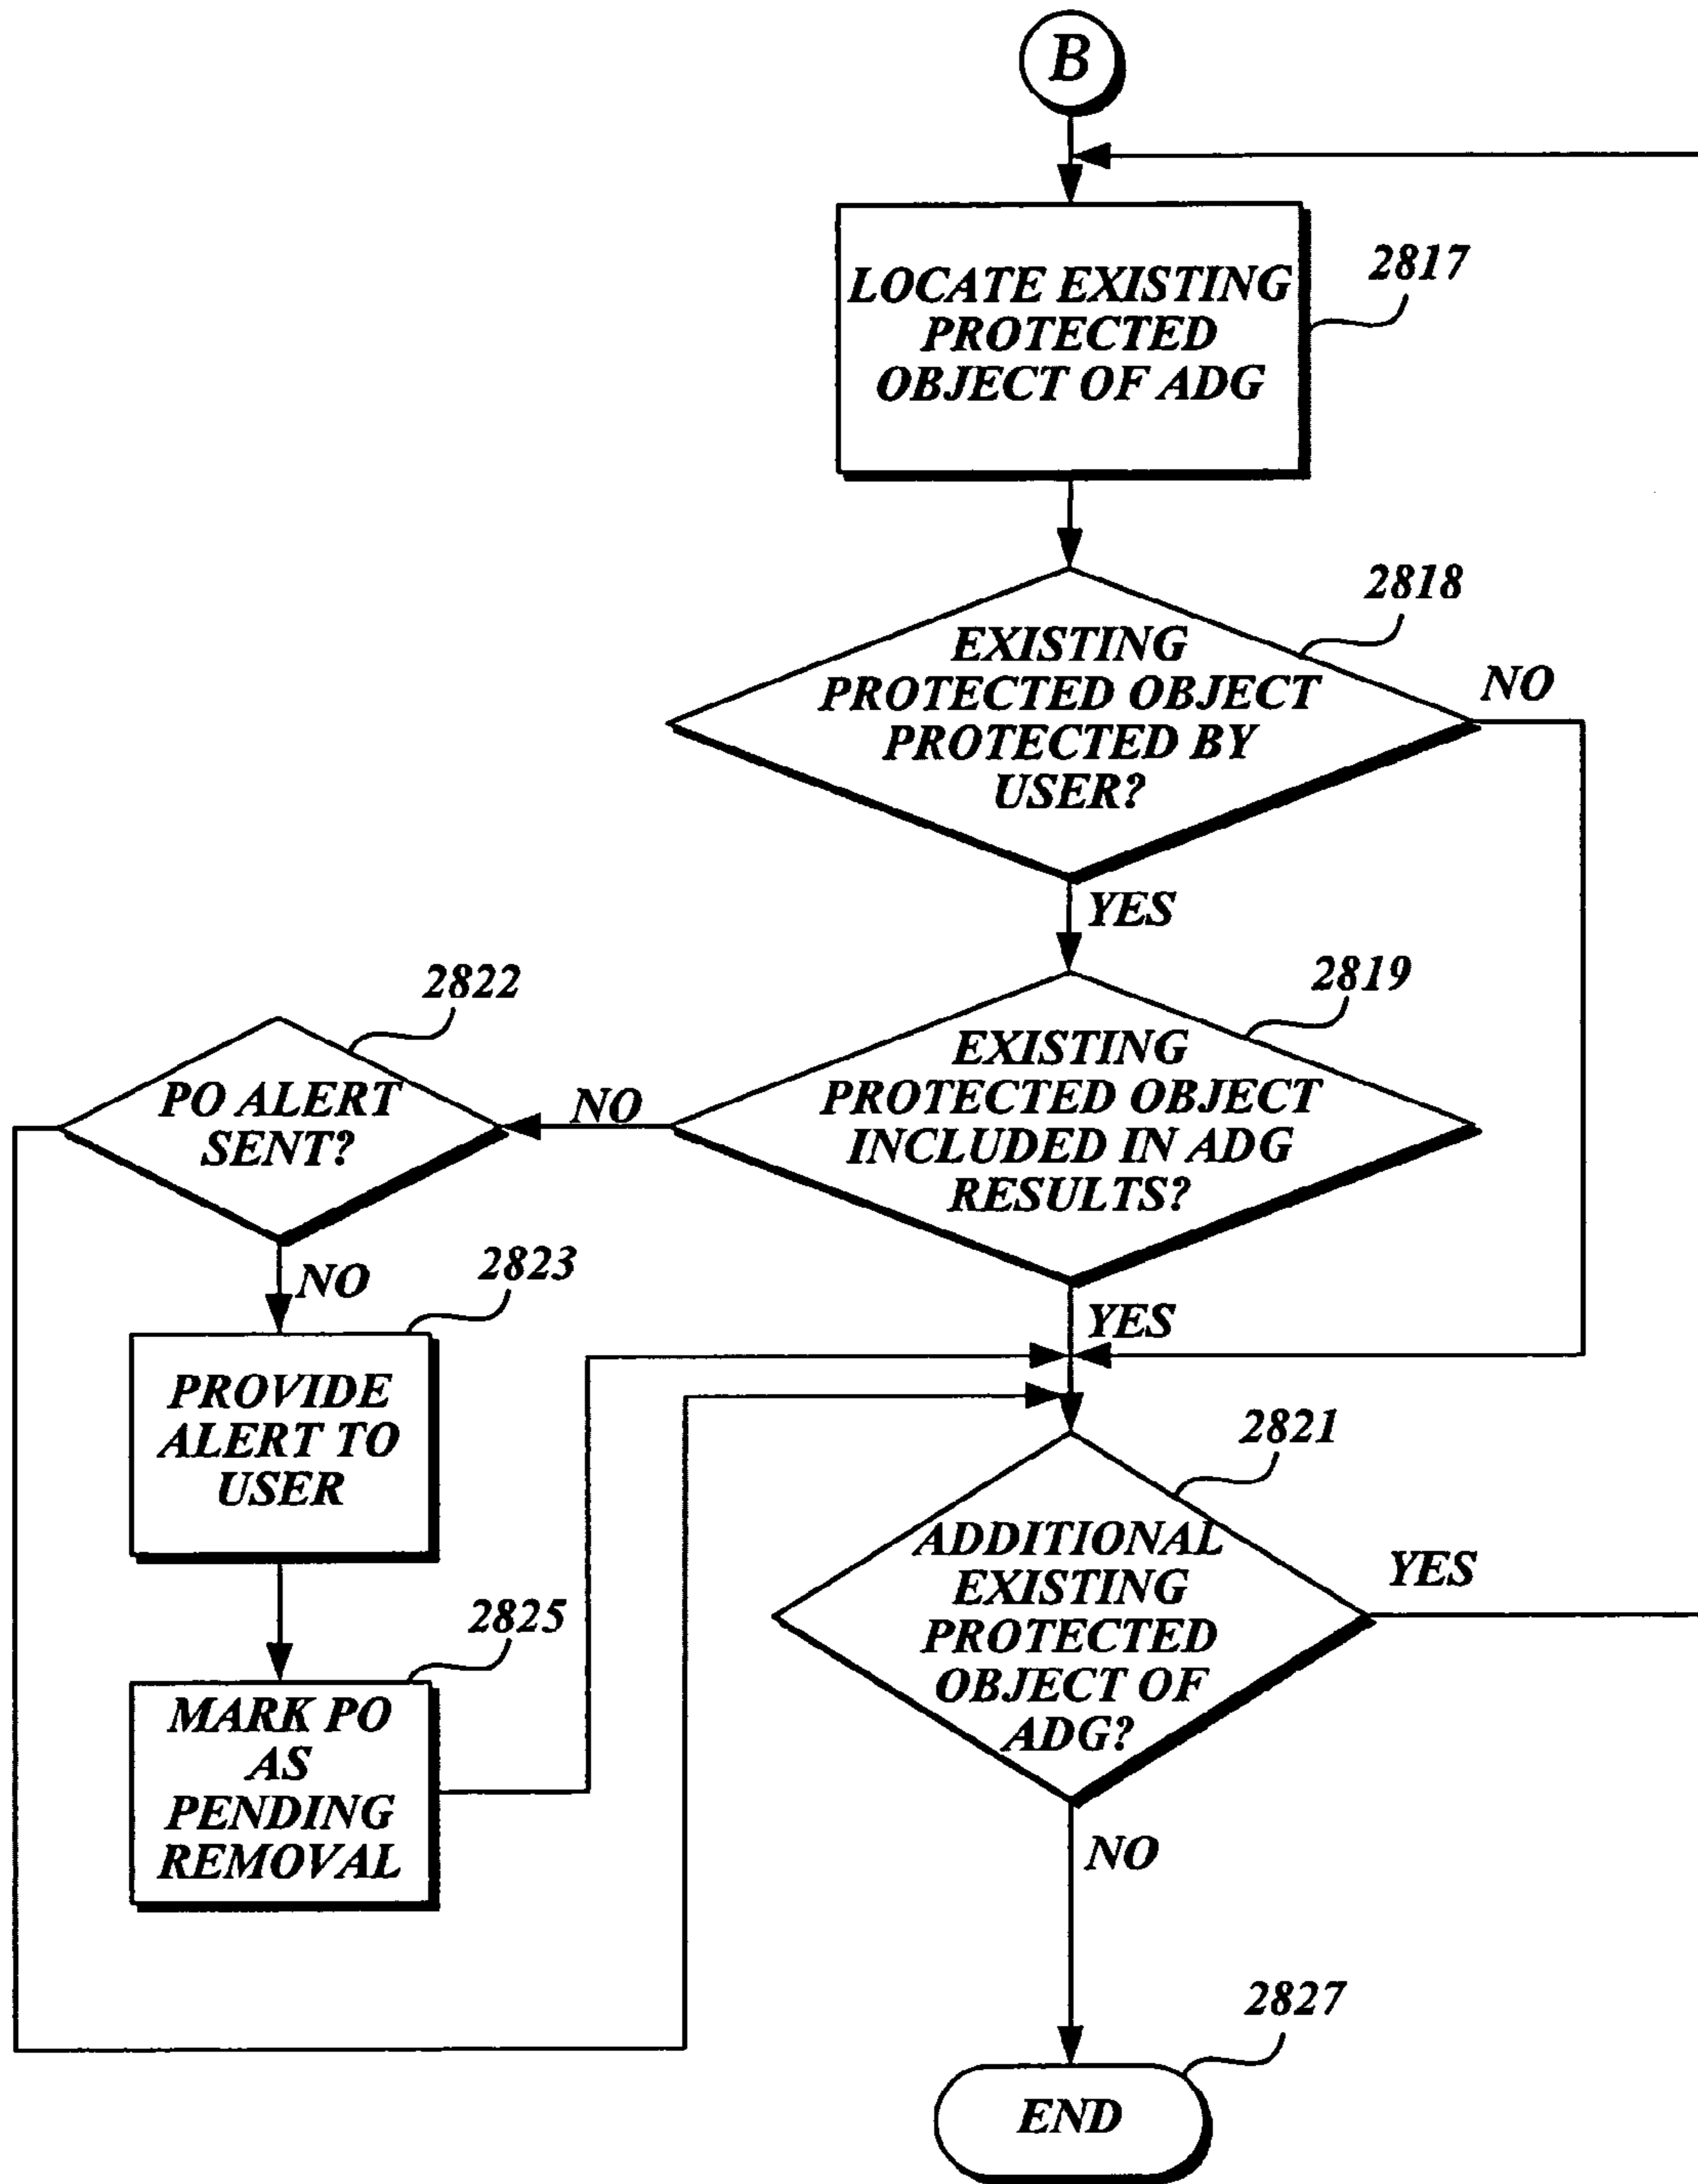 B
2817
LOCATE EXISTING
PROTECTED
OBJECT OF ADG
2818
EXISTING
PROTECTED OBJECT
PROTECTED BY
USER?
NO
YES
2819
EXISTING
PROTECTED OBJECT
INCLUDED IN ADG
RESULTS?
NO
YES
2822
PO ALERT
SENT?
NO
2823
PROVIDE
ALERT TO
USER
2825
MARK PO
AS
PENDING
REMOVAL
2821
ADDITIONAL
EXISTING
PROTECTED
OBJECT OF
ADG?
YES
NO
2827
END